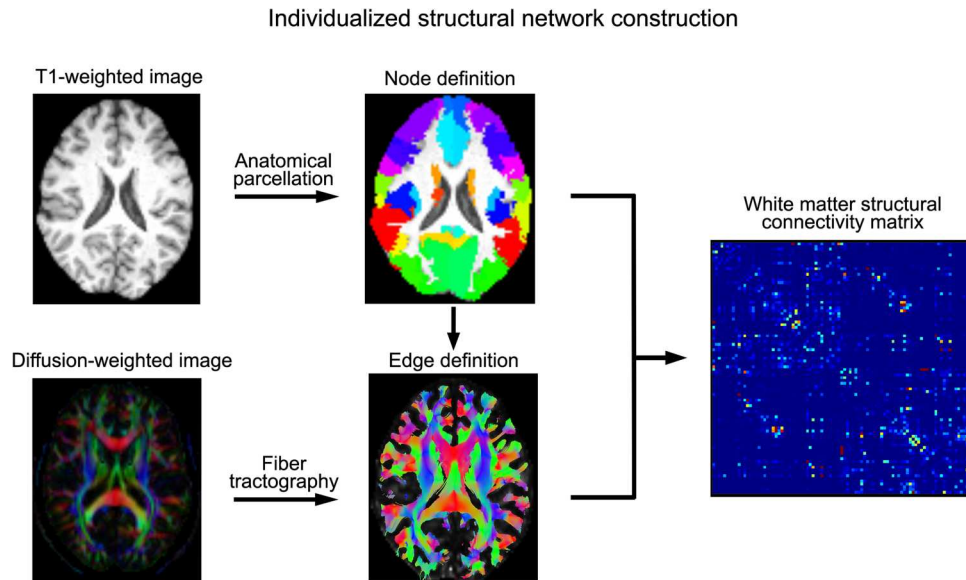 Individualized structural network construction
T1-weighted image
Node definition
Anatomical
parcellation
White matter structural
connectivity matrix
Diffusion-weighted image
Edge definition
Fiber
tractography